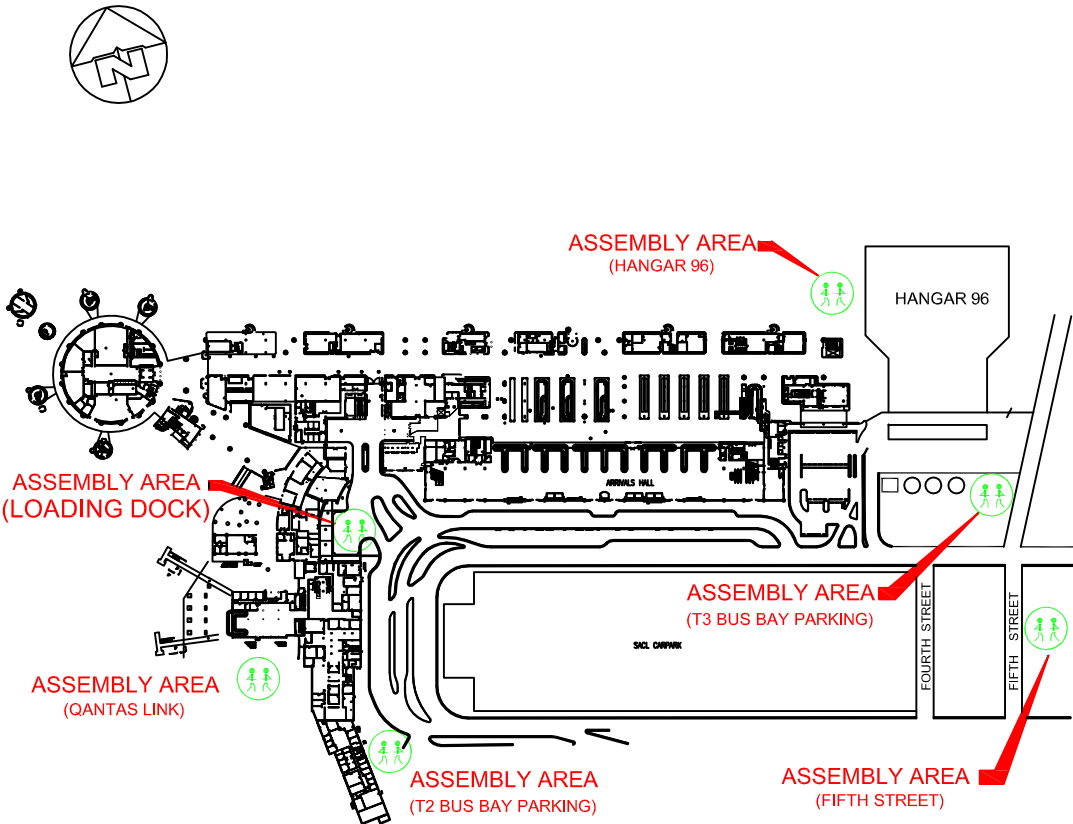 N
ASSEMBLY AREA
(HANGAR 96)
HANGAR 96
ASSEMBLY AREA
(LOADING DOCK)
ARRIVALS HALL
ASSEMBLY AREA
(T3 BUS BAY PARKING)
SACL CARPARK
FOURTH STREET
FIFTH STREET
ASSEMBLY AREA
(QANTAS LINK)
ASSEMBLY AREA
(T2 BUS BAY PARKING)
ASSEMBLY AREA
(FIFTH STREET)